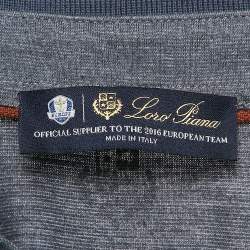 Loro Piana
OFFICIAL SUPPLIER TO THE 2016 EUROPEAN TEAM
MADE IN ITALY